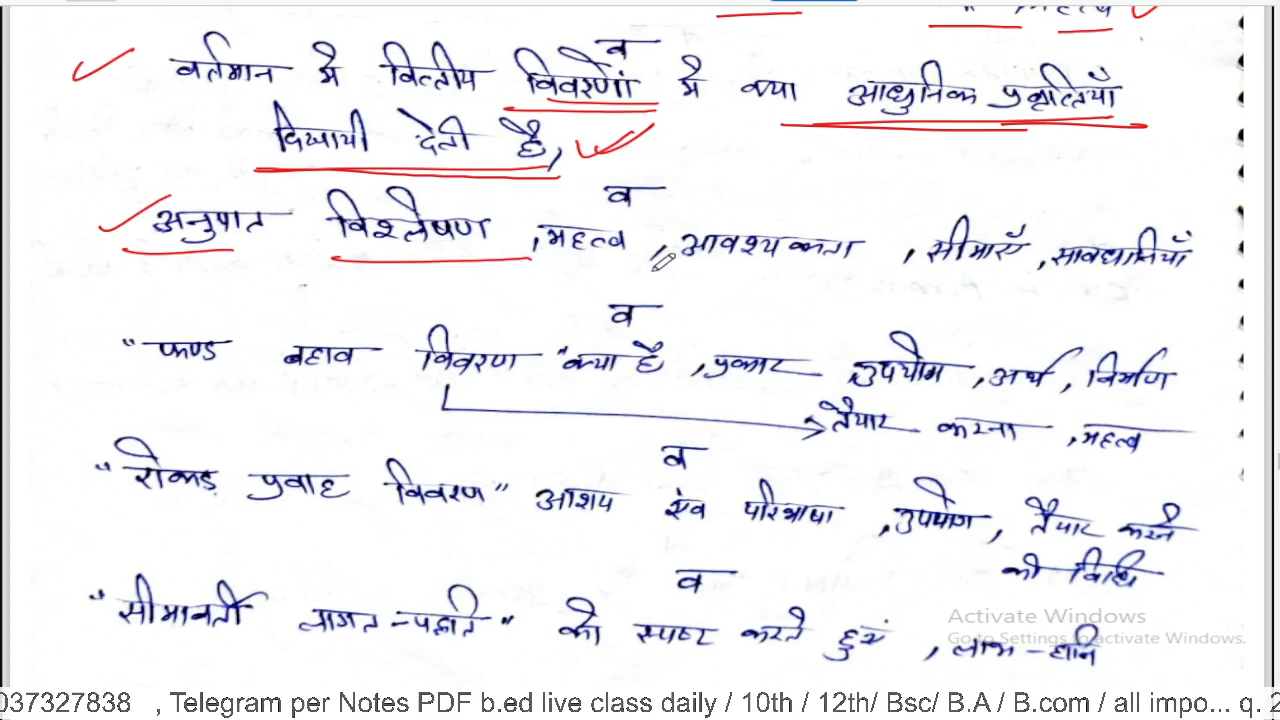 महत्व
व
वर्तमान मे वित्तीय विवरणों मे क्या आधुनिक प्रवृत्तियाँ
दिखायी देती है,
व
अनुपात विश्लेषण , महत्व , आवश्यकता , सीमाएँ , सावधानियाँ
व
"फण्ड बहाव विवरण "क्या है , प्रकार उपयोग , अर्थ , निर्माण
तैयार करना , महत्व
व
"रोकड़ प्रवाह विवरण" आशय एंव परिभाषा , उपयोग , तैयार करने
की विधि
व
"सीमावर्ती लागत-पद्धति" को स्पष्ट करते हुयें , लाभ-हानि
Activate Windows
Go to Settings to activate Windows.
037327838 , Telegram per Notes PDF b.ed live class daily / 10th / 12th/ Bsc/ B.A / B.com / all impo... q. 2